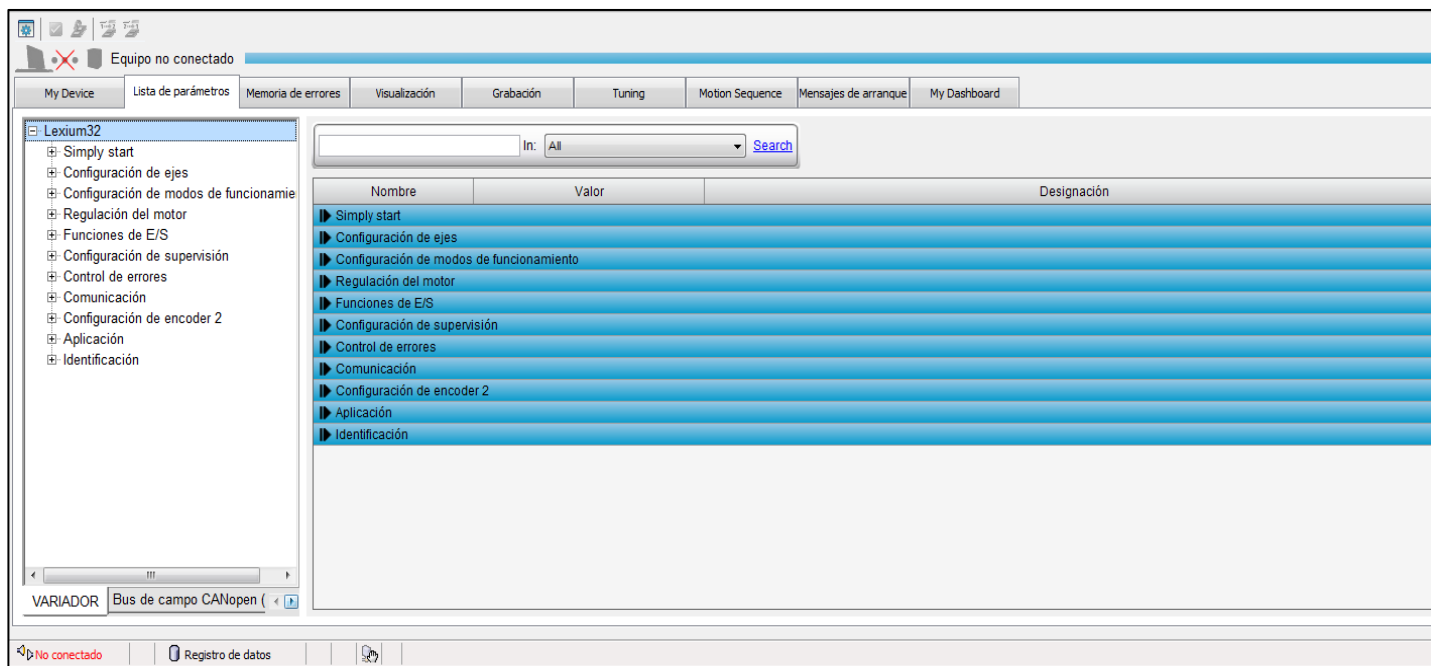 Equipo no conectado
My Device
Lista de parámetros
Memoria de errores
Visualización
Grabación
Tuning
Motion Sequence
Mensajes de arranque
My Dashboard
Lexium32
Simply start
Configuración de ejes
Configuración de modos de funcionamie
Regulación del motor
Funciones de E/S
Configuración de supervisión
Control de errores
Comunicación
Configuración de encoder 2
Aplicación
Identificación
VARIADOR
Bus de campo CANopen (
In: All Search
Nombre Valor Designación
Simply start
Configuración de ejes
Configuración de modos de funcionamiento
Regulación del motor
Funciones de E/S
Configuración de supervisión
Control de errores
Comunicación
Configuración de encoder 2
Aplicación
Identificación
No conectado
Registro de datos